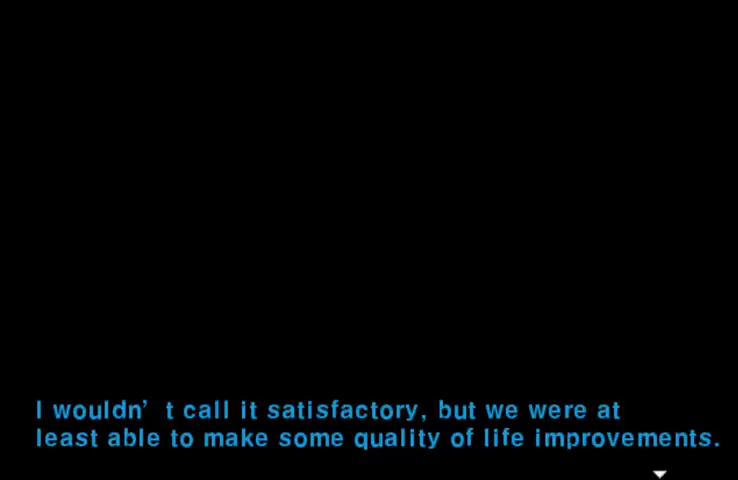 I wouldn’t call it satisfactory, but we were at
least able to make some quality of life improvements.